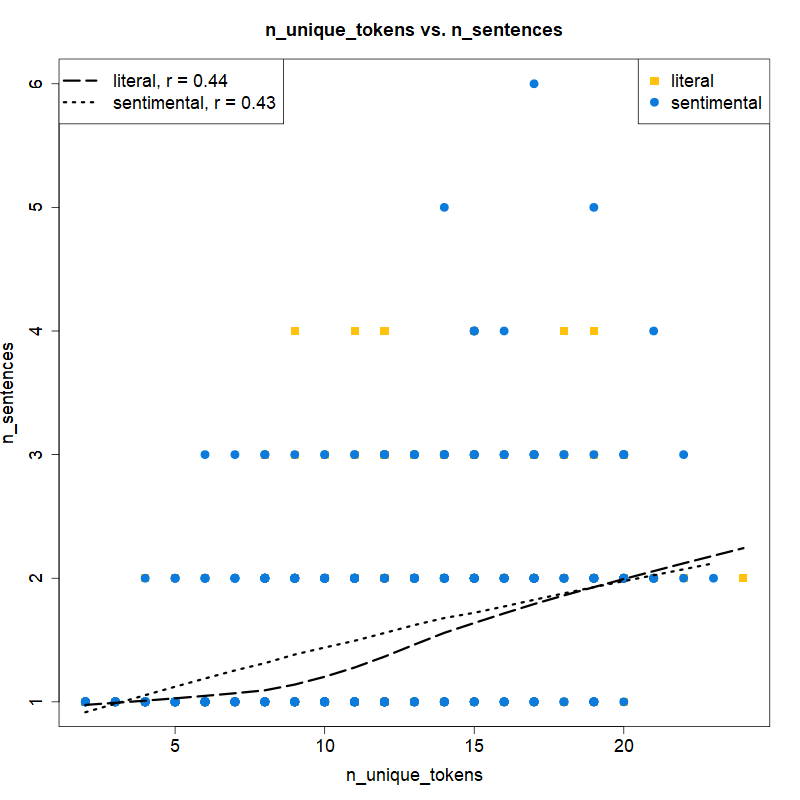 n_unique_tokens vs. n_sentences
literal, r = 0.44
sentimental, r = 0.43
literal
sentimental
6
5
4
3
2
1
n_sentences
5
10
15
20
n_unique_tokens